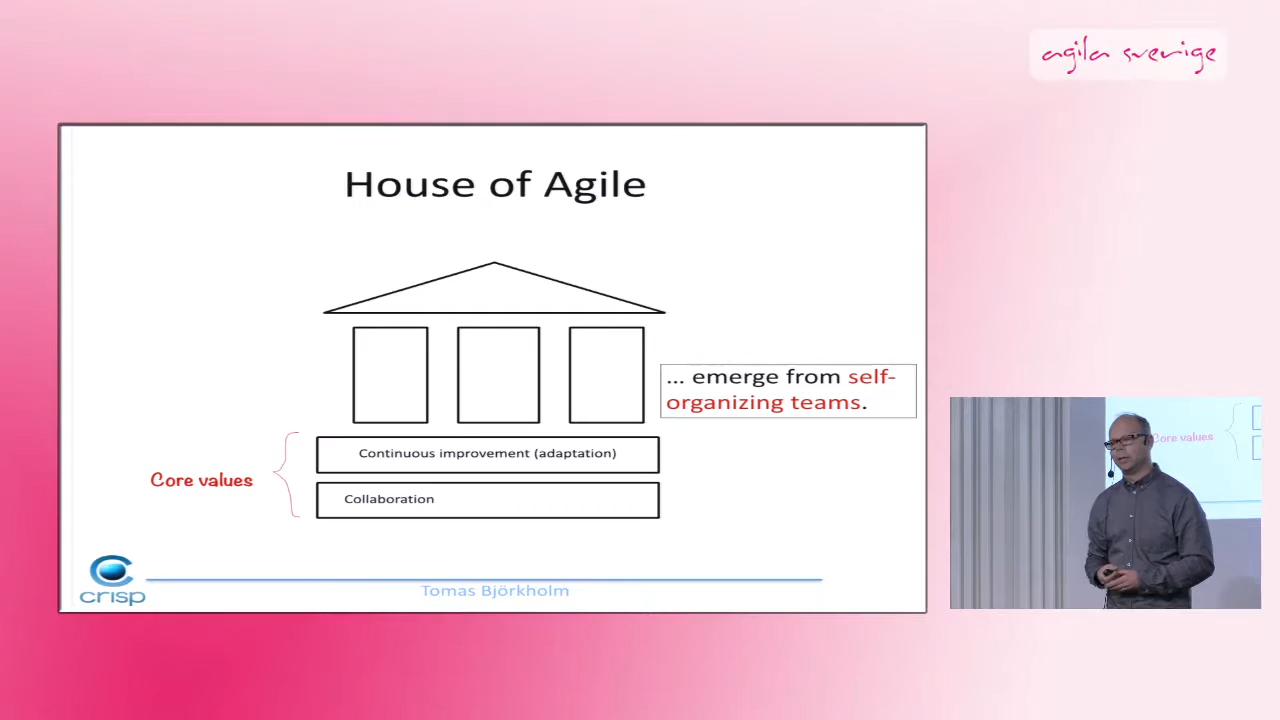 agila sverige
House of Agile
... emerge from self-
organizing teams.
Continuous improvement (adaptation)
Core values
Collaboration
crisp
Tomas Björkholm
Core values